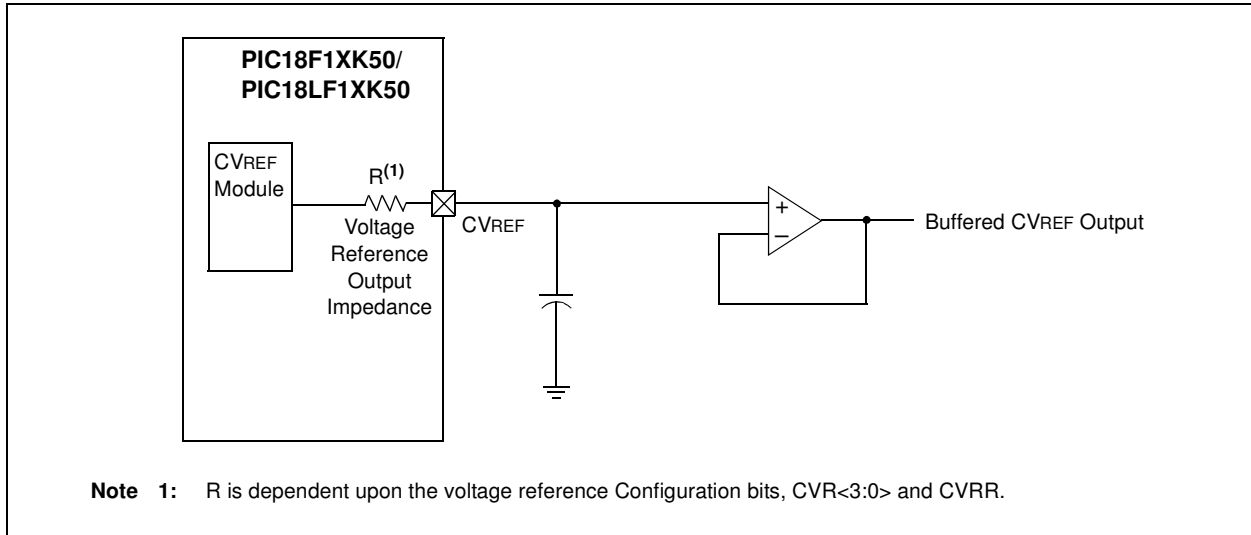 PIC18F1XK50/
PIC18LF1XK50
CVREF
Module
R(1)
Voltage
Reference
Output
Impedance
CVREF
+
–
Buffered CVREF Output
Note 1: R is dependent upon the voltage reference Configuration bits, CVR<3:0> and CVRR.